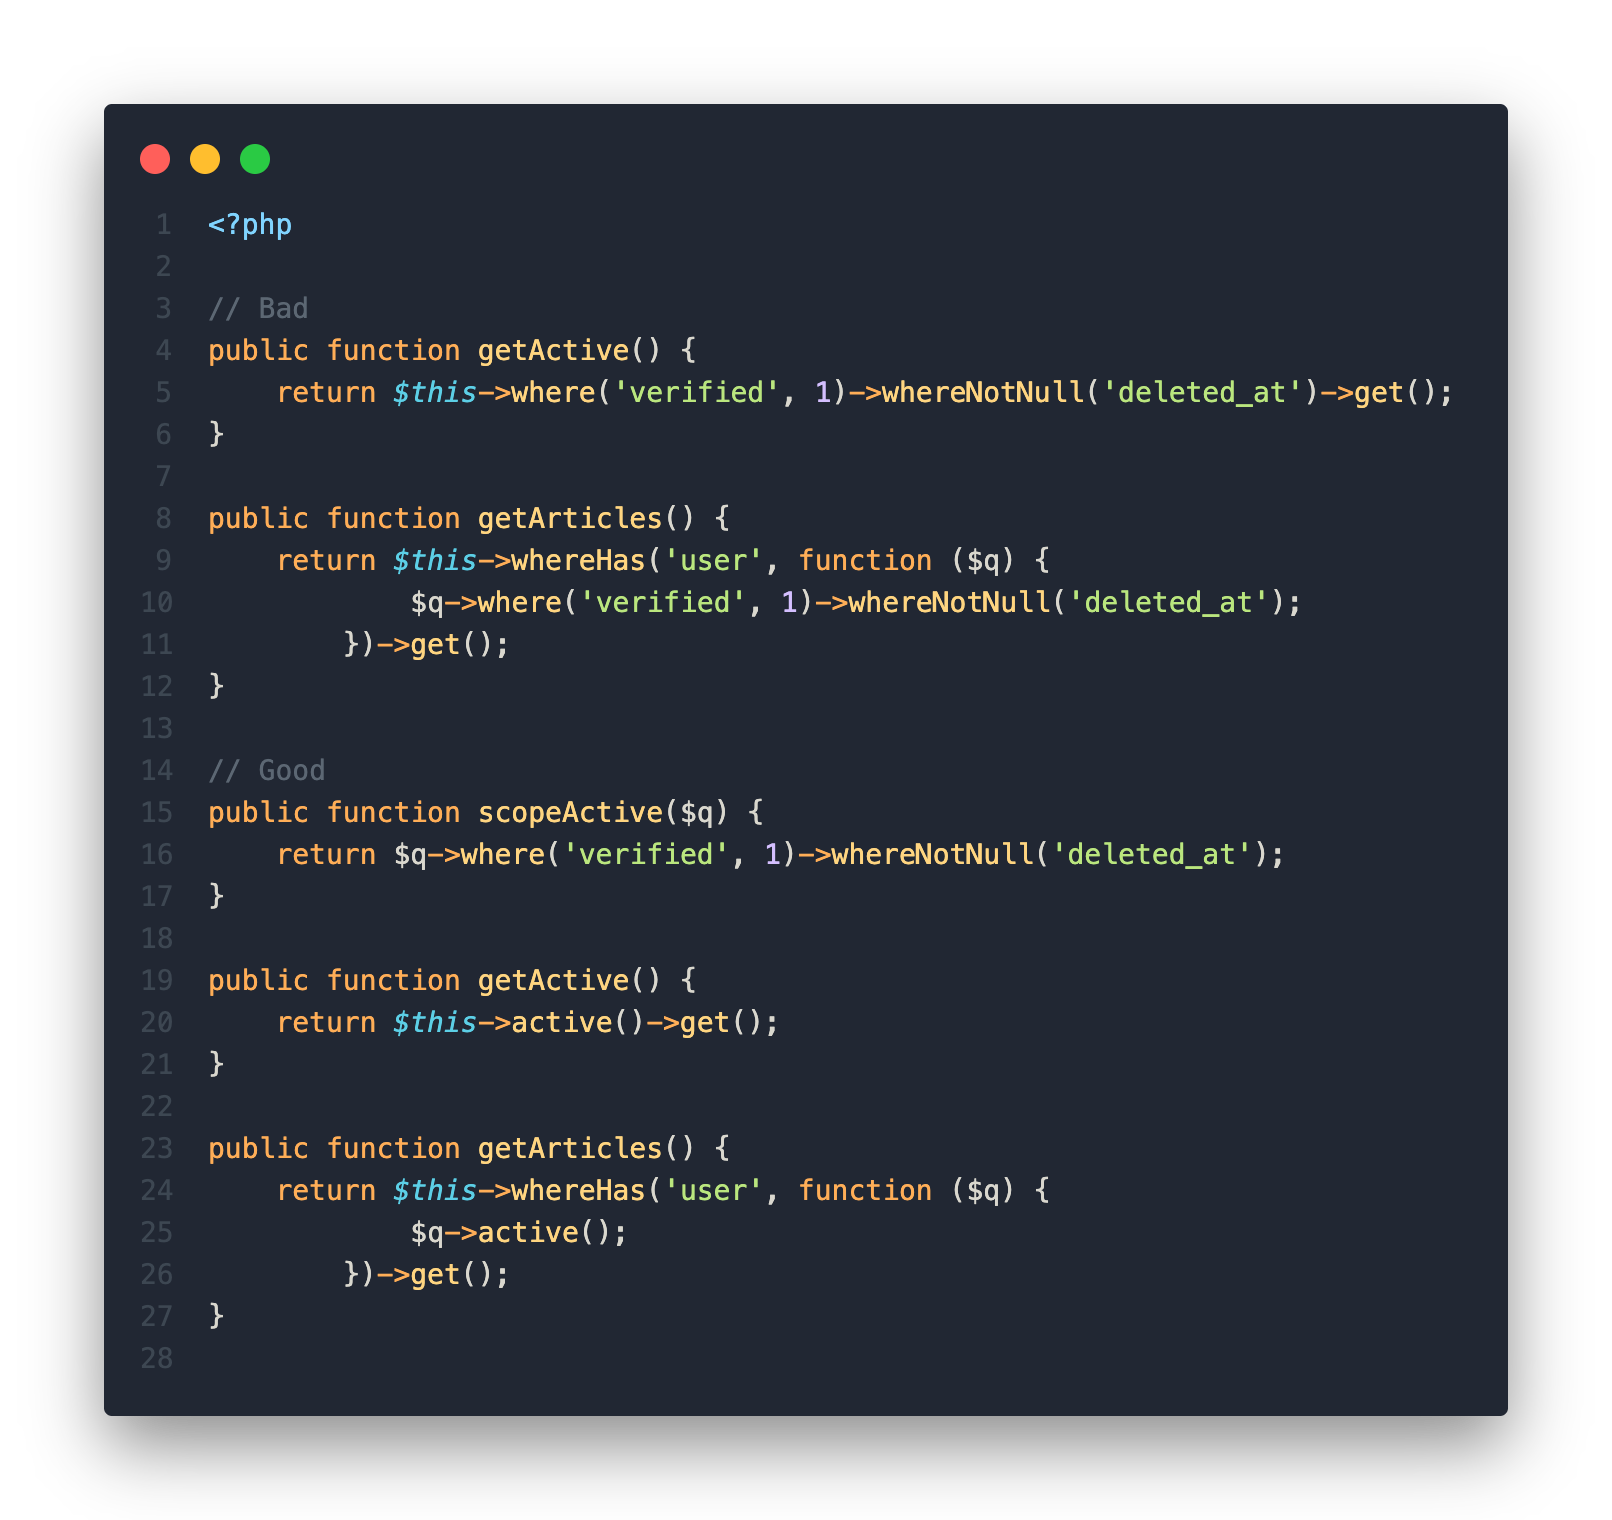 1 <?php
2
3 // Bad
4 public function getActive() {
5     return $this->where('verified', 1)->whereNotNull('deleted_at')->get();
6 }
7
8 public function getArticles() {
9     return $this->whereHas('user', function ($q) {
10             $q->where('verified', 1)->whereNotNull('deleted_at');
11         })->get();
12 }
13
14 // Good
15 public function scopeActive($q) {
16     return $q->where('verified', 1)->whereNotNull('deleted_at');
17 }
18
19 public function getActive() {
20     return $this->active()->get();
21 }
22
23 public function getArticles() {
24     return $this->whereHas('user', function ($q) {
25             $q->active();
26         })->get();
27 }
28